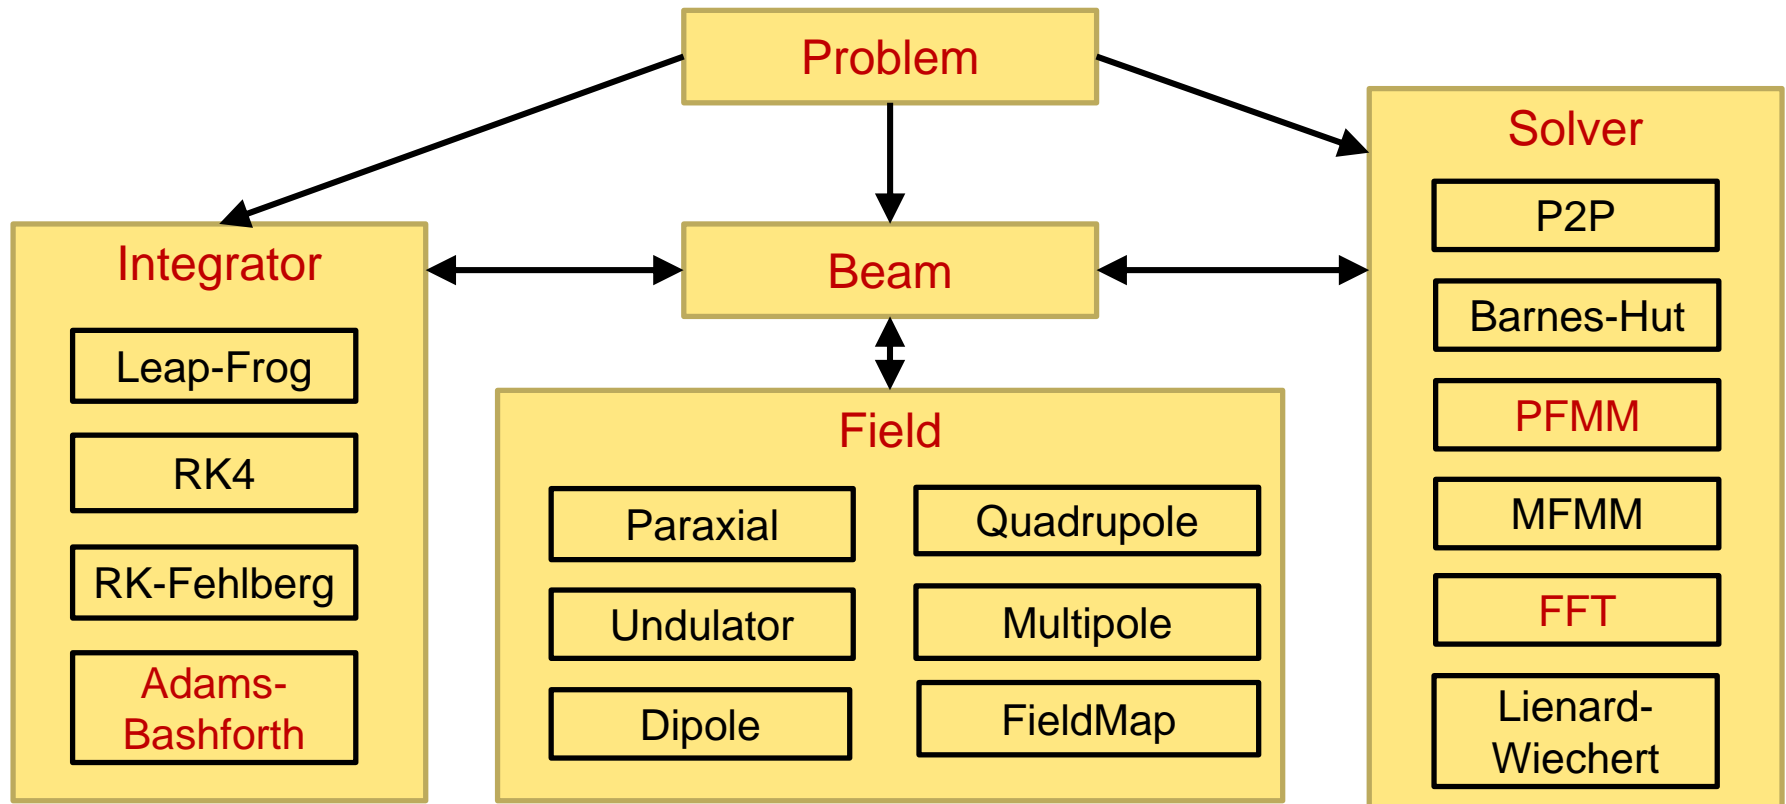 Problem
Integrator
Leap-Frog
RK4
RK-Fehlberg
Adams-
Bashforth
Beam
Field
Paraxial
Quadrupole
Undulator
Multipole
Dipole
FieldMap
Solver
P2P
Barnes-Hut
PFMM
MFMM
FFT
Lienard-
Wiechert